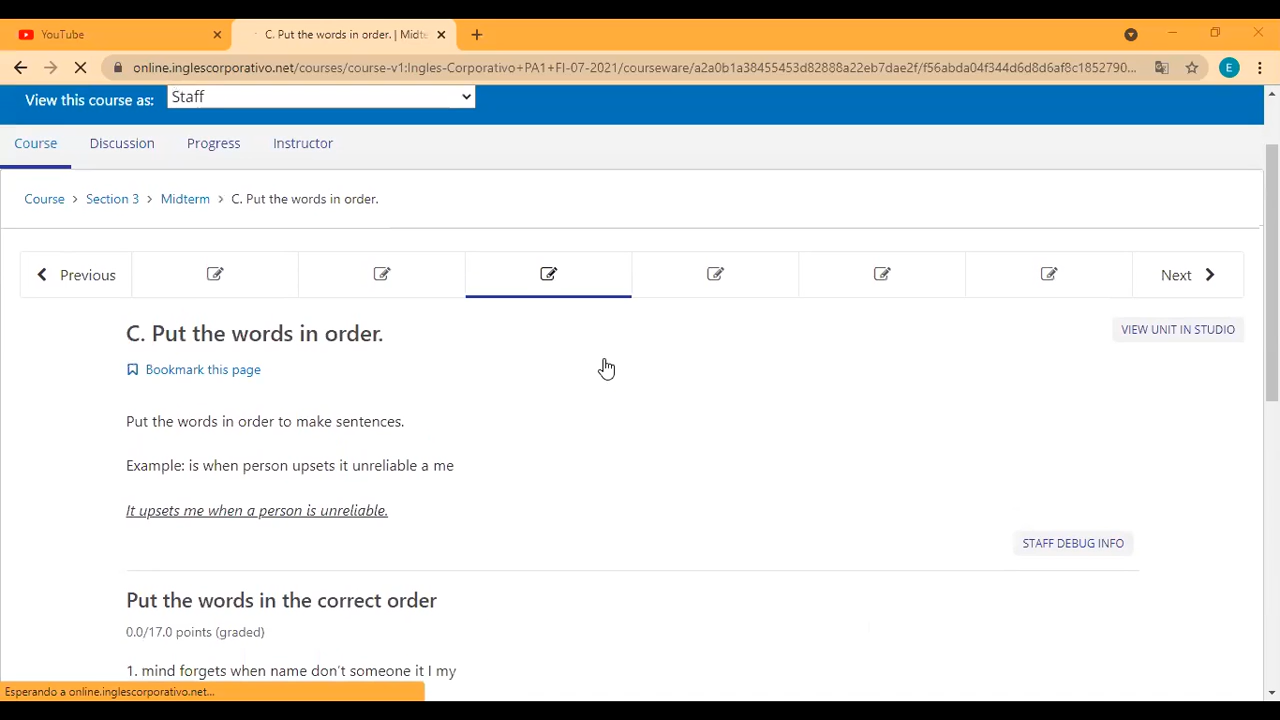 YouTube
C. Put the words in order. | Midte
online.inglescorporativo.net/courses/course-v1:Ingles-Corporativo+PA1+FI-07-2021/courseware/a2a0b1a38455453d82888a22eb7dae2f/f56abda04f344d6d8d6af8c1852790...
E
View this course as:
Staff
Course
Discussion
Progress
Instructor
Course > Section 3 > Midterm > C. Put the words in order.
Previous
Next
C. Put the words in order.
VIEW UNIT IN STUDIO
Bookmark this page
Put the words in order to make sentences.
Example: is when person upsets it unreliable a me
It upsets me when a person is unreliable.
STAFF DEBUG INFO
Put the words in the correct order
0.0/17.0 points (graded)
1. mind forgets when name don't someone it I my
Esperando a online.inglescorporativo.net...